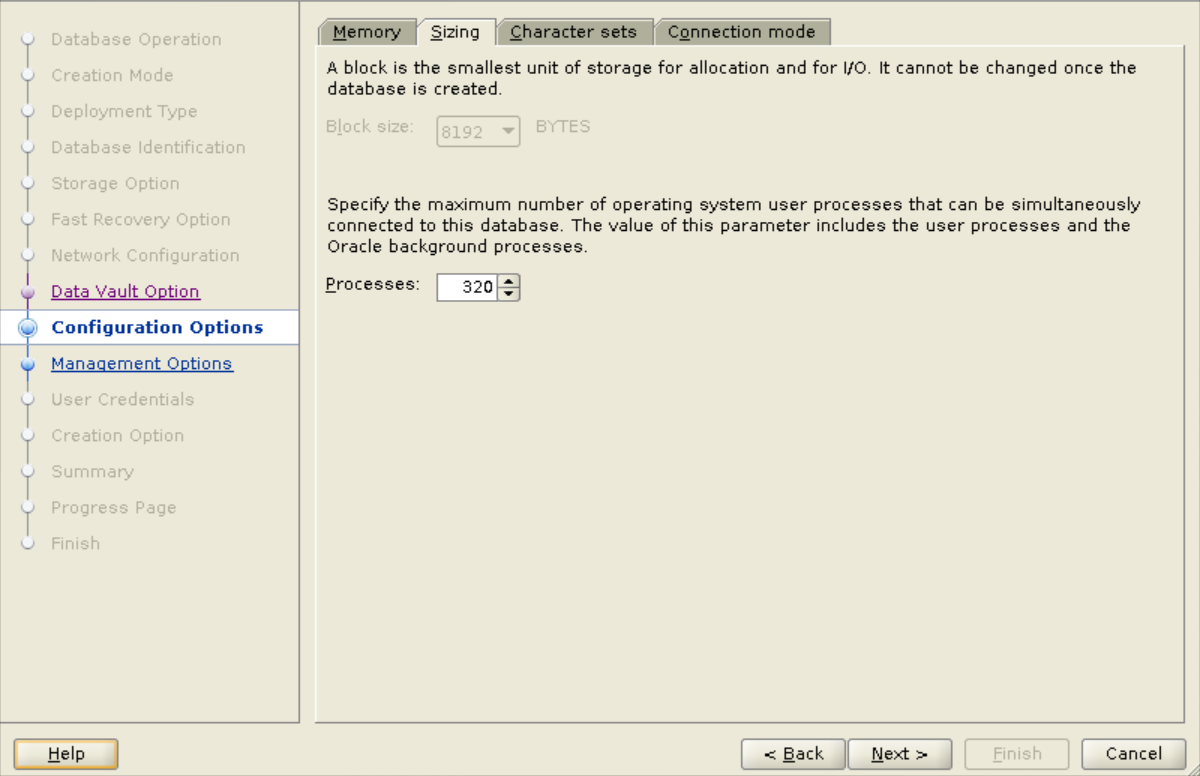 Database Operation
Creation Mode
Deployment Type
Database Identification
Storage Option
Fast Recovery Option
Network Configuration
Data Vault Option
Configuration Options
Management Options
User Credentials
Creation Option
Summary
Progress Page
Finish
Memory Sizing Character sets Connection mode
A block is the smallest unit of storage for allocation and for I/O. It cannot be changed once the
database is created.
Block size: 8192 BYTES
Specify the maximum number of operating system user processes that can be simultaneously
connected to this database. The value of this parameter includes the user processes and the
Oracle background processes.
Processes: 320
Help < Back Next > Finish Cancel